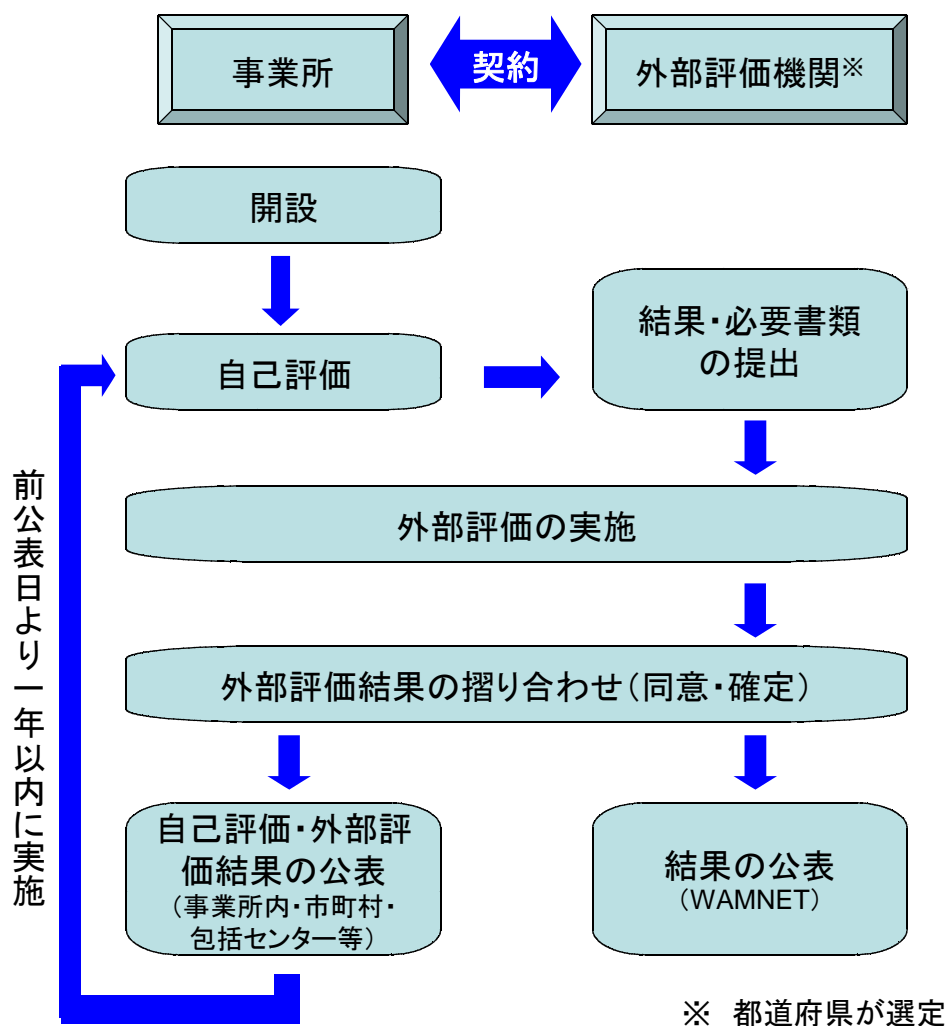 事業所
契約
外部評価機関※
開設
自己評価
結果・必要書類
の提出
外部評価の実施
外部評価結果の摺り合わせ（同意・確定）
自己評価・外部評
価結果の公表
（事業所内・市町村・
包括センター等）
結果の公表
（WAMNET）
前公表日より一年以内に実施
※ 都道府県が選定